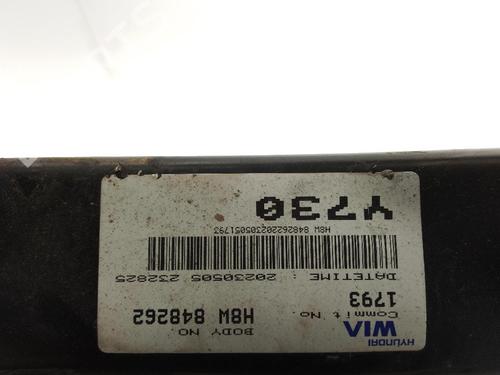 HYUNDAI
WIA
Commit No.
1793
BODY NO.
H8W 848262
DATETIME : 20230505 232825
H8W 848262202305051793
Y730